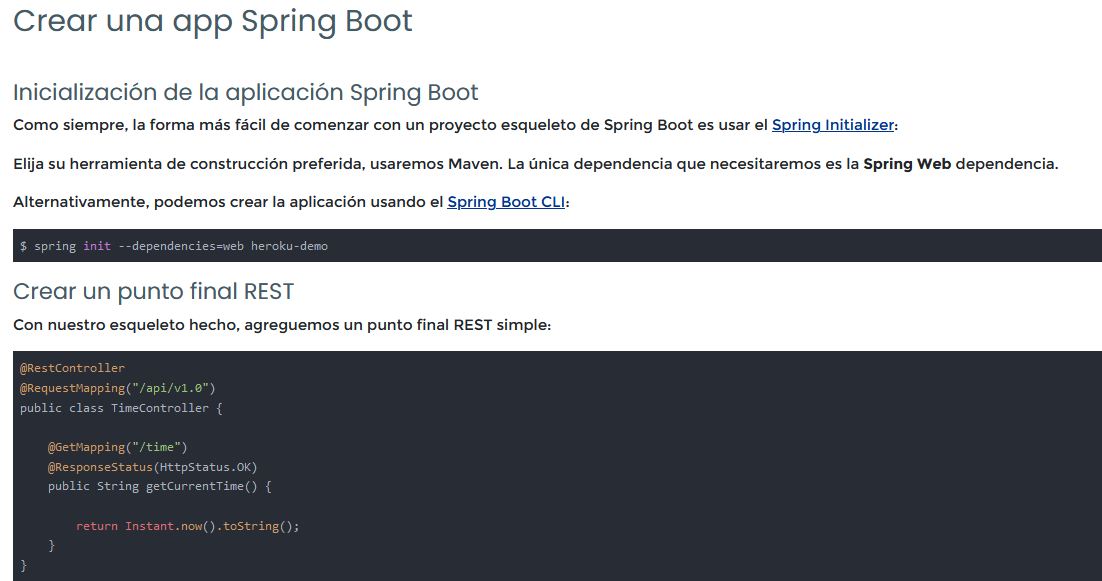 Crear una app Spring Boot
Inicialización de la aplicación Spring Boot
Como siempre, la forma más fácil de comenzar con un proyecto esqueleto de Spring Boot es usar el Spring Initializer:
Elija su herramienta de construcción preferida, usaremos Maven. La única dependencia que necesitaremos es la Spring Web dependencia.
Alternativamente, podemos crear la aplicación usando el Spring Boot CLI:
$ spring init --dependencies=web heroku-demo
Crear un punto final REST
Con nuestro esqueleto hecho, agreguemos un punto final REST simple:
@RestController
@RequestMapping("/api/v1.0")
public class TimeController {
    @GetMapping("/time")
    @ResponseStatus(HttpStatus.OK)
    public String getCurrentTime() {
        return Instant.now().toString();
    }
}